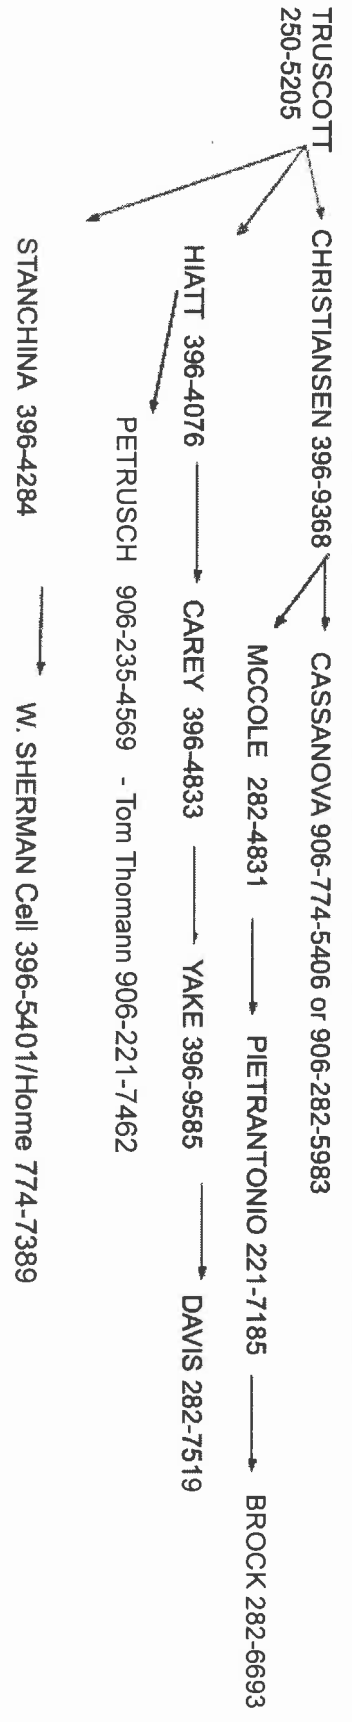 TRUSCOTT
250-5205
CHRISTIANSEN 396-9368
CASSANOVA 906-774-5406 or 906-282-5983
MCCOLE 282-4831
PIETRANTONIO 221-7185
BROCK 282-6693
HIATT 396-4076
CAREY 396-4833
YAKE 396-9585
DAVIS 282-7519
PETRUSCH 906-235-4569 - Tom Thomann 906-221-7462
STANCHINA 396-4284
W. SHERMAN Cell 396-5401/Home 774-7389